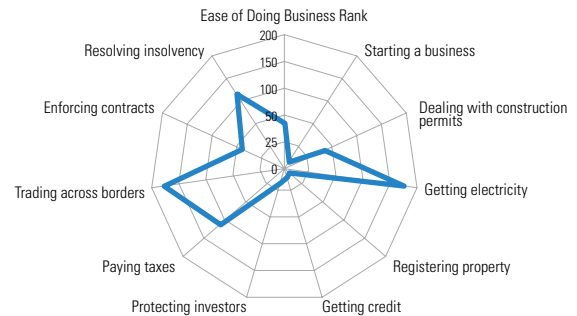 Ease of Doing Business Rank
200
Resolving insolvency
Starting a business
150
100
Enforcing contracts
Dealing with construction
permits
50
25
0
Trading across borders
Getting electricity
Paying taxes
Registering property
Protecting investors
Getting credit